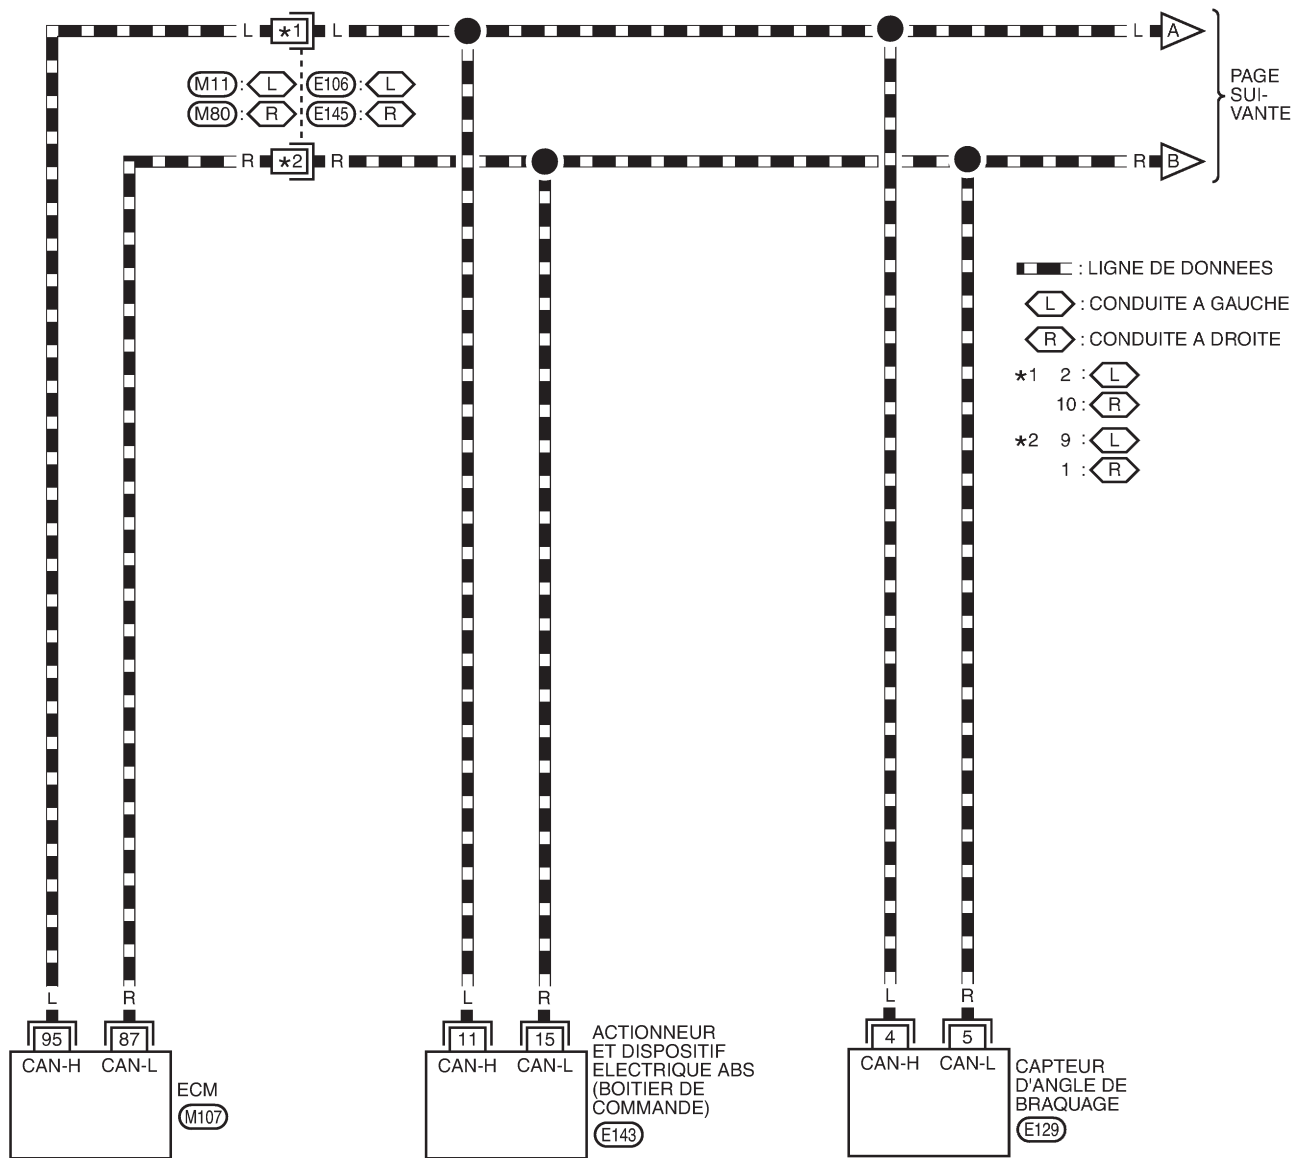 L *1 L L A
M11 : L E106 : L
M80 : R E145 : R
PAGE
SUI-
VANTE
R *2 R R B
: LIGNE DE DONNEES
L : CONDUITE A GAUCHE
R : CONDUITE A DROITE
*1 2 : L
10 : R
*2 9 : L
1 : R
L R L R L R
95 87 11 15 4 5
CAN-H CAN-L
ECM
M107
CAN-H CAN-L
ACTIONNEUR
ET DISPOSITIF
ELECTRIQUE ABS
(BOITIER DE
COMMANDE)
E143
CAN-H CAN-L
CAPTEUR
D'ANGLE DE
BRAQUAGE
E129